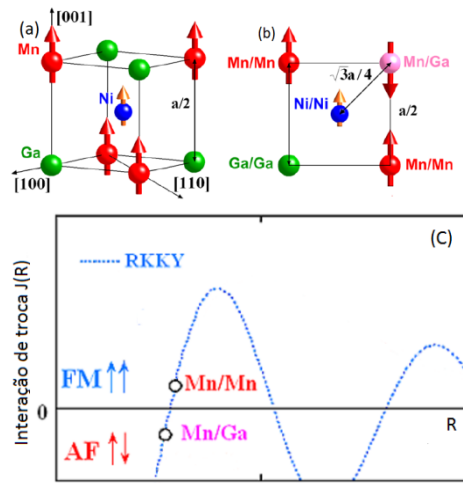 (a)
[001]
Mn
Ni
a/2
Ga
[100]
[110]
(b)
Mn/Mn
Mn/Ga
√3a/4
Ni/Ni
a/2
Ga/Ga
Mn/Mn
(C)
Interação de troca J(R)
RKKY
FM ↑↑
Mn/Mn
0
R
Mn/Ga
AF ↑↓